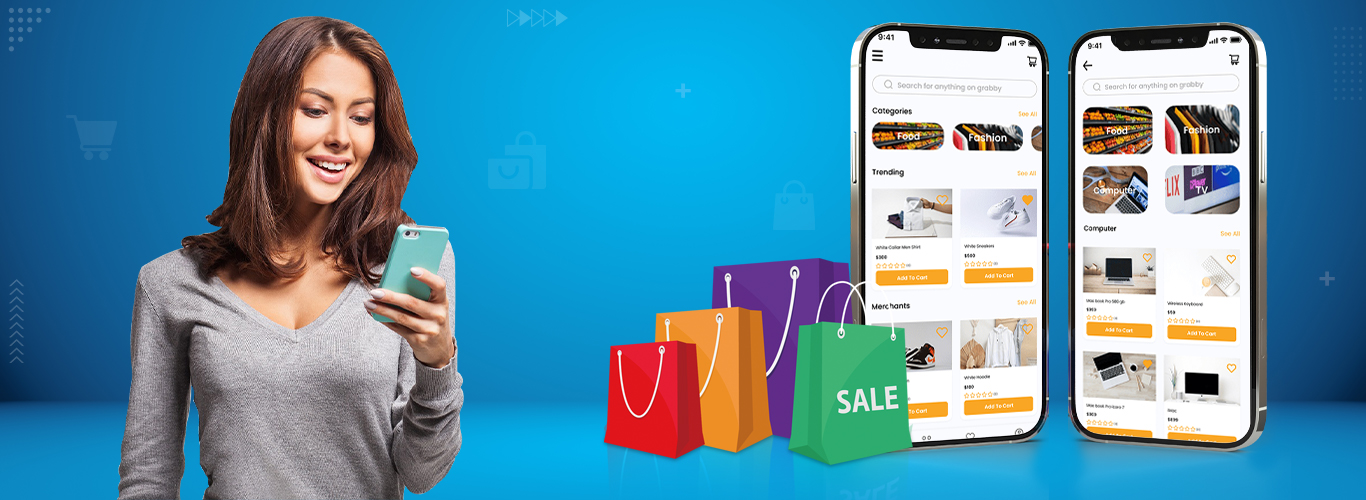 SALE
9:41
Search for anything on grabby
Categories
See All
Food
Fashion
Trending
See All
White Collar Men Shirt
White Sneakers
$300
$500
Add To Cart
Add To Cart
Merchants
See All
White Hoodie
$100
Add To Cart
Add To Cart
9:41
Search for anything on grabby
Food
Fashion
Computer
TV
Computer
See All
Wireless Keyboard
Add To Cart
Add To Cart